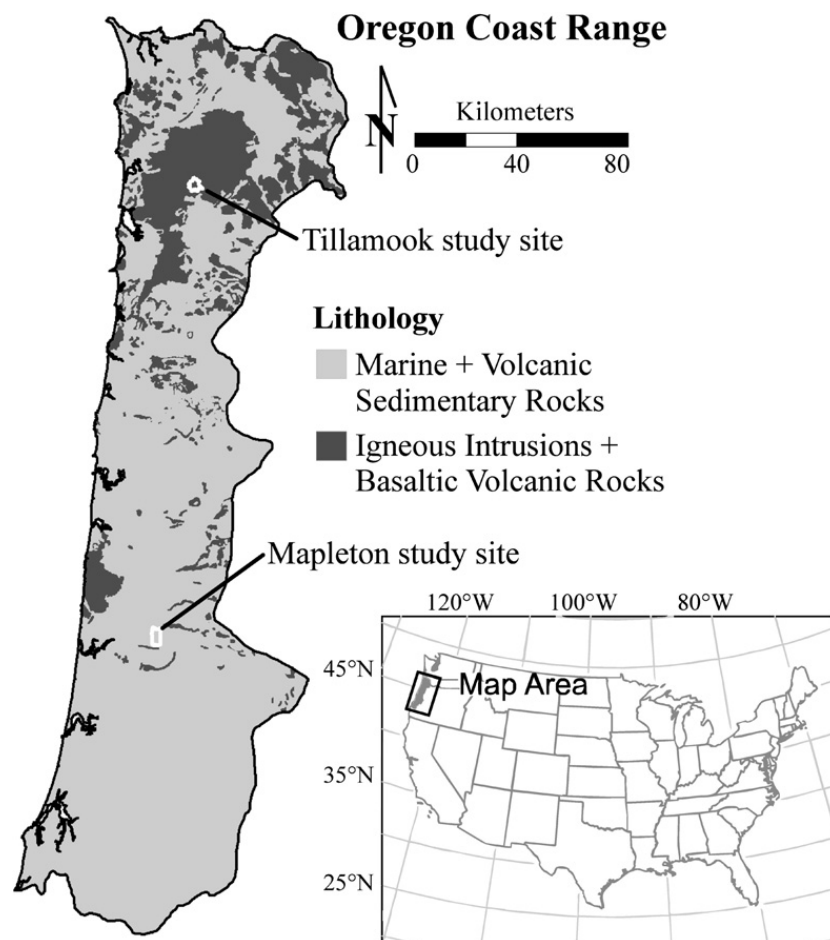 Oregon Coast Range
N
Kilometers
0 40 80
Tillamook study site
Lithology
Marine + Volcanic
Sedimentary Rocks
Igneous Intrusions +
Basaltic Volcanic Rocks
Mapleton study site
120°W 100°W 80°W
45°N
Map Area
35°N
25°N